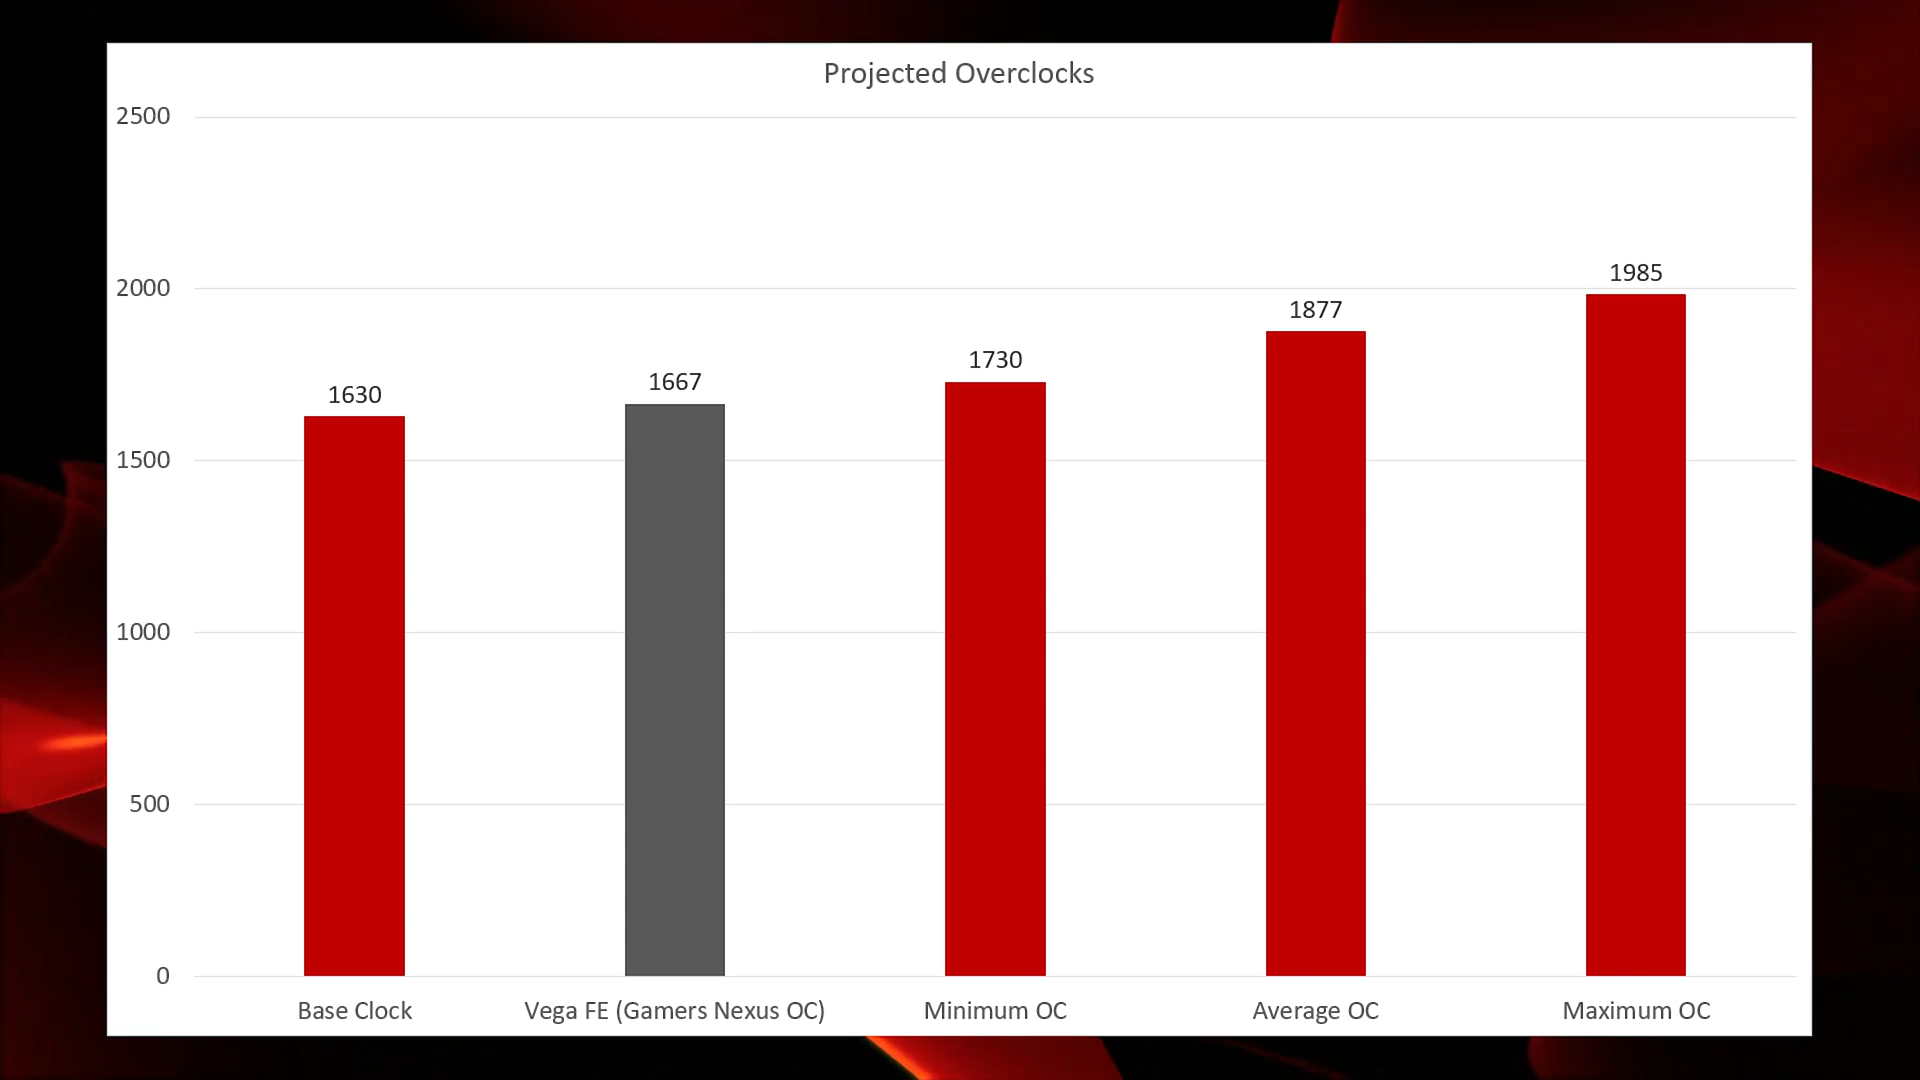 Projected Overclocks
2500
2000
1500
1000
500
0
1630
1667
1730
1877
1985
Base Clock
Vega FE (Gamers Nexus OC)
Minimum OC
Average OC
Maximum OC